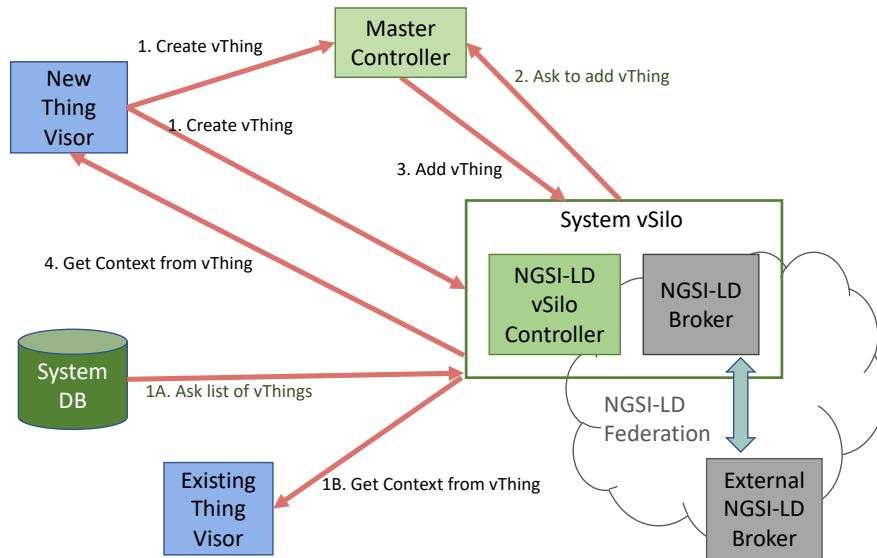 Master
Controller
1. Create vThing
New
Thing
Visor
2. Ask to add vThing
1. Create vThing
3. Add vThing
System vSilo
4. Get Context from vThing
NGSI-LD
vSilo
Controller
NGSI-LD
Broker
System
DB
1A. Ask list of vThings
NGSI-LD
Federation
Existing
Thing
Visor
1B. Get Context from vThing
External
NGSI-LD
Broker